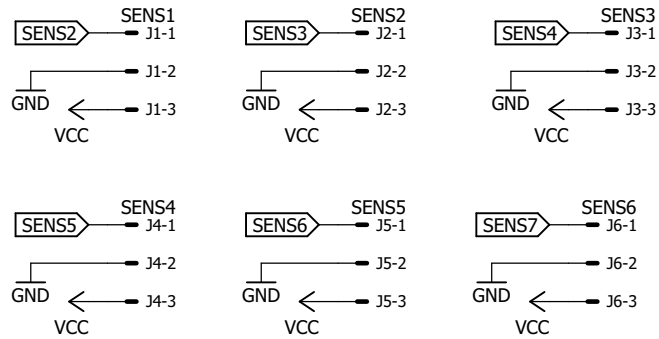 SENS1
SENS2 J1-1
J1-2
GND
J1-3
VCC
SENS2
SENS3 J2-1
J2-2
GND
J2-3
VCC
SENS3
SENS4 J3-1
J3-2
GND
J3-3
VCC
SENS4
SENS5 J4-1
J4-2
GND
J4-3
VCC
SENS5
SENS6 J5-1
J5-2
GND
J5-3
VCC
SENS6
SENS7 J6-1
J6-2
GND
J6-3
VCC